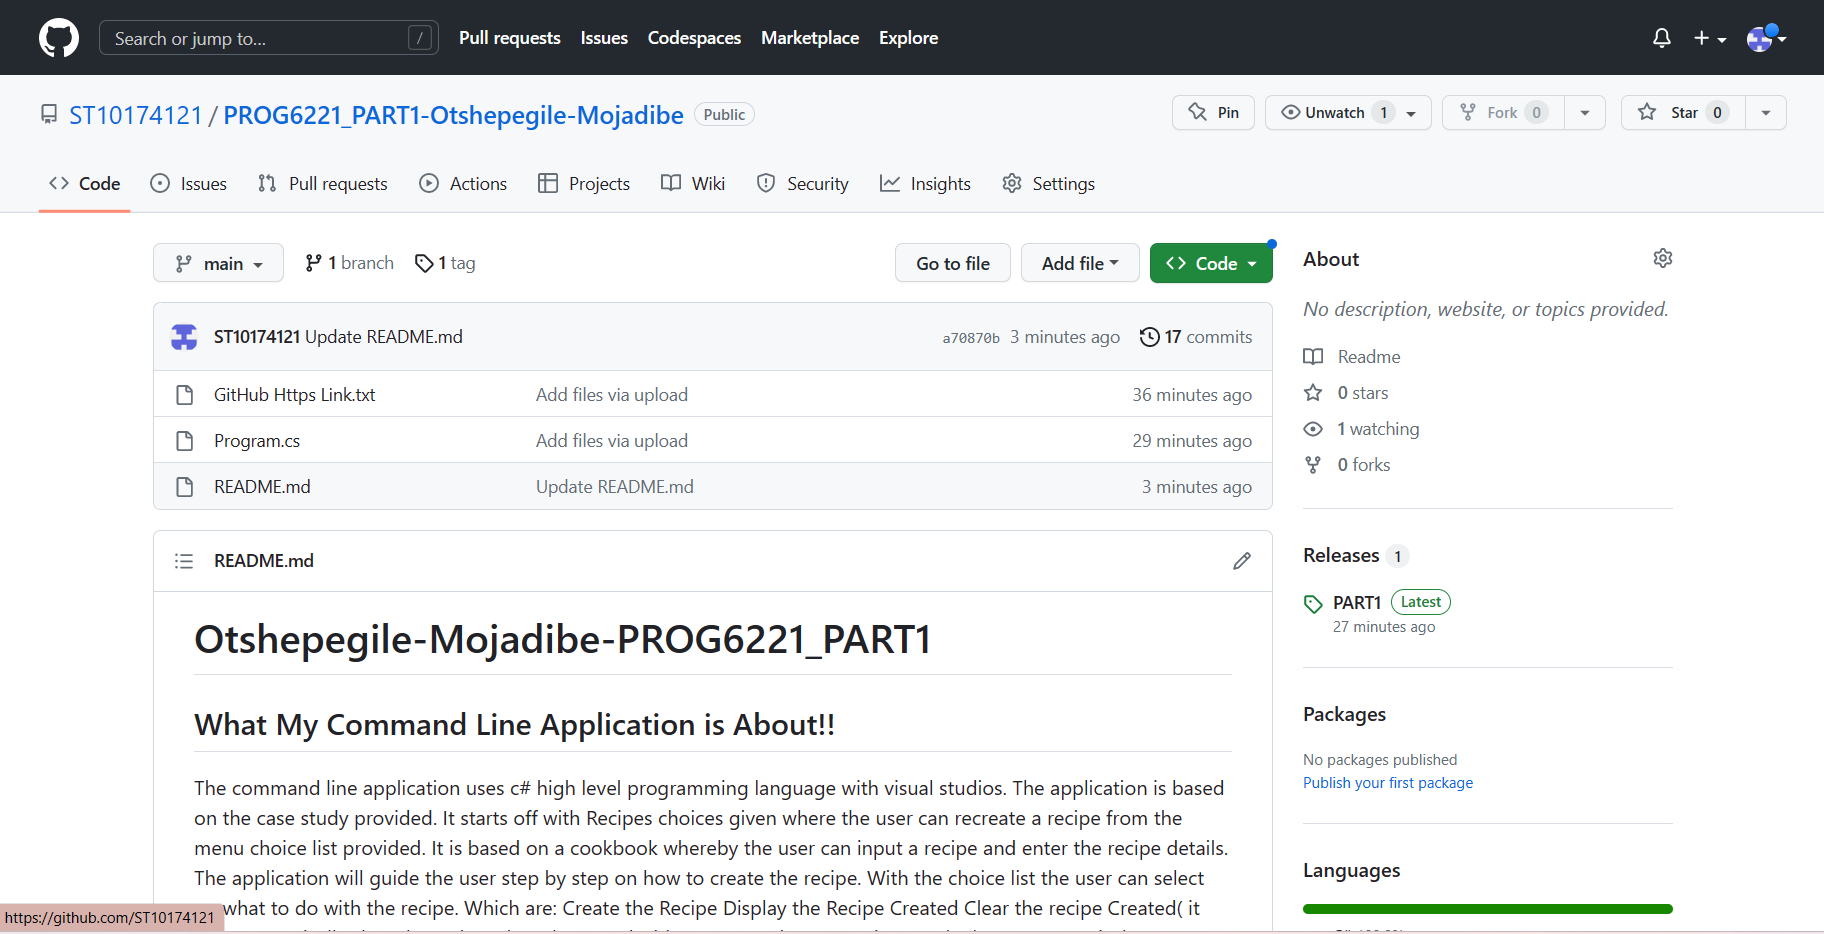 Search or jump to... /
Pull requests Issues Codespaces Marketplace Explore
ST10174121 / PROG6221_PART1-Otshepegile-Mojadibe Public
Pin Unwatch 1 Fork 0 Star 0
Code Issues Pull requests Actions Projects Wiki Security Insights Settings
main 1 branch 1 tag Go to file Add file Code
ST10174121 Update README.md a70870b 3 minutes ago 17 commits
GitHub Https Link.txt Add files via upload 36 minutes ago
Program.cs Add files via upload 29 minutes ago
README.md Update README.md 3 minutes ago
README.md
Otshepegile-Mojadibe-PROG6221_PART1
What My Command Line Application is About!!
The command line application uses c# high level programming language with visual studios. The application is based
on the case study provided. It starts off with Recipes choices given where the user can recreate a recipe from the
menu choice list provided. It is based on a cookbook whereby the user can input a recipe and enter the recipe details.
The application will guide the user step by step on how to create the recipe. With the choice list the user can select
what to do with the recipe. Which are: Create the Recipe Display the Recipe Created Clear the recipe Created( it
https://github.com/ST10174121
About
No description, website, or topics provided.
Readme
0 stars
1 watching
0 forks
Releases 1
PART1 Latest
27 minutes ago
Packages
No packages published
Publish your first package
Languages